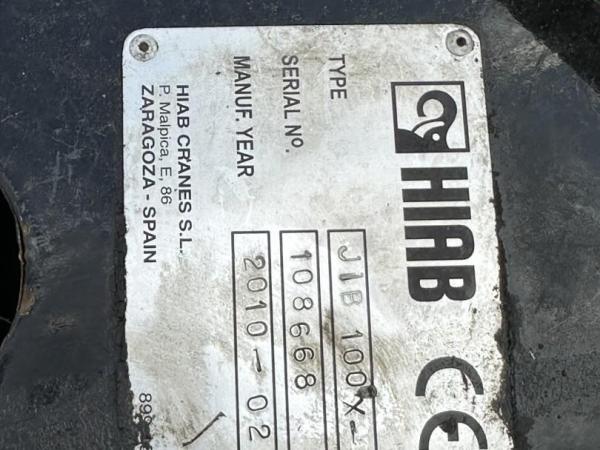 HIAB CE
TYPE JIB 100X-
SERIAL Nº. 108668
MANUF. YEAR 2010-02
HIAB CRANES S.L.
P. Malpica, E, 86
ZARAGOZA - SPAIN